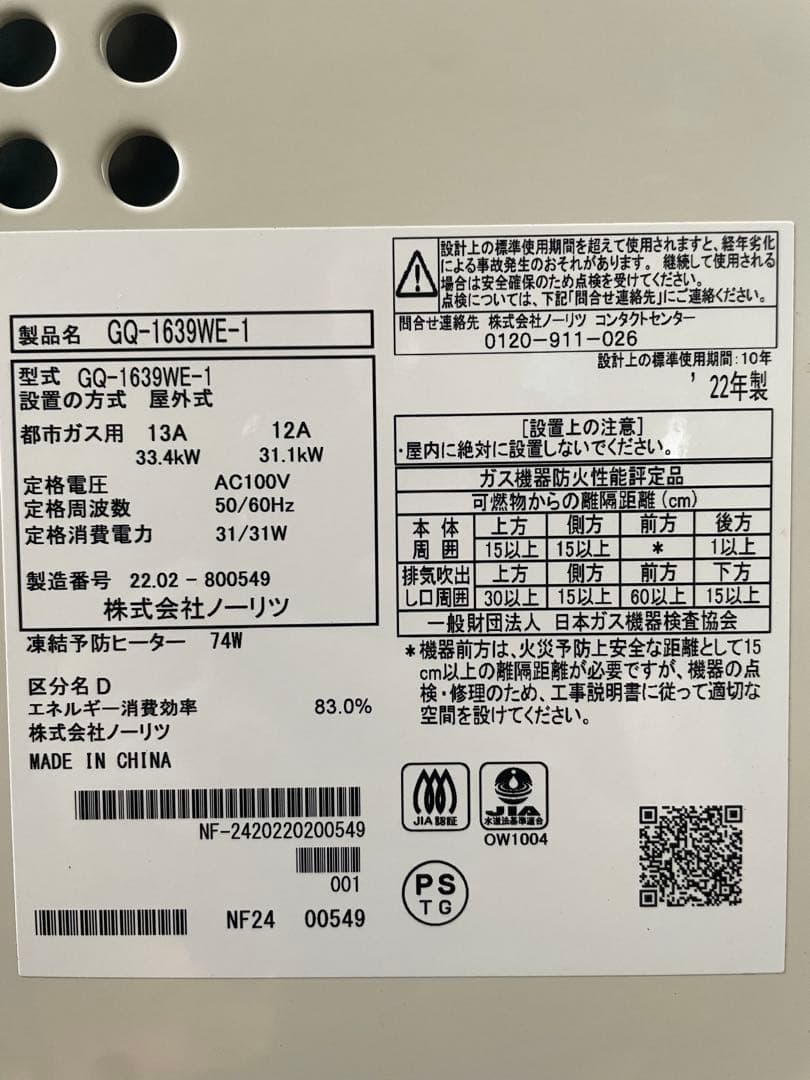 製品名 GQ-1639WE-1
型式 GQ-1639WE-1
設置の方式 屋外式
都市ガス用 13A 12A
33.4kW 31.1kW
定格電圧 AC100V
定格周波数 50/60Hz
定格消費電力 31/31W
製造番号 22.02-800549
株式会社ノーリツ
凍結予防ヒーター 74W
区分名 D
エネルギー消費効率 83.0%
株式会社ノーリツ
MADE IN CHINA
NF-2420220200549
001
NF24 00549
設計上の標準使用期間を超えて使用されますと、経年劣化
による事故発生のおそれがあります。 継続して使用される
場合は安全確保のため点検を受けてください。
点検については、下記「問合せ連絡先」にご連絡ください。
問合せ連絡先 株式会社ノーリツ コンタクトセンター
0120-911-026
設計上の標準使用期間:10年
'22年製
[設置上の注意]
・屋内に絶対に設置しないでください。
ガス機器防火性能評定品
可燃物からの離隔距離(cm)
本体 上方 側方 前方 後方
周囲 15以上 15以上 * 1以上
排気吹出 上方 側方 前方 下方
し口周囲 30以上 15以上 60以上 15以上
一般財団法人 日本ガス機器検査協会
*機器前方は、火災予防上安全な距離として15
cm以上の離隔距離が必要ですが、機器の点
検・修理のため、工事説明書に従って適切な
空間を設けてください。
JIA認証
JIA
水道法基準適合
OW1004
PS
TG